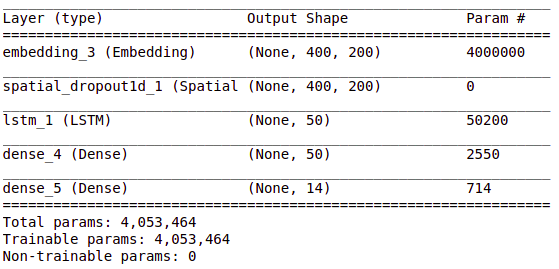 Layer (type) Output Shape Param #
embedding_3 (Embedding) (None, 400, 200) 4000000
spatial_dropout1d_1 (Spatial (None, 400, 200) 0
lstm_1 (LSTM) (None, 50) 50200
dense_4 (Dense) (None, 50) 2550
dense_5 (Dense) (None, 14) 714
Total params: 4,053,464
Trainable params: 4,053,464
Non-trainable params: 0